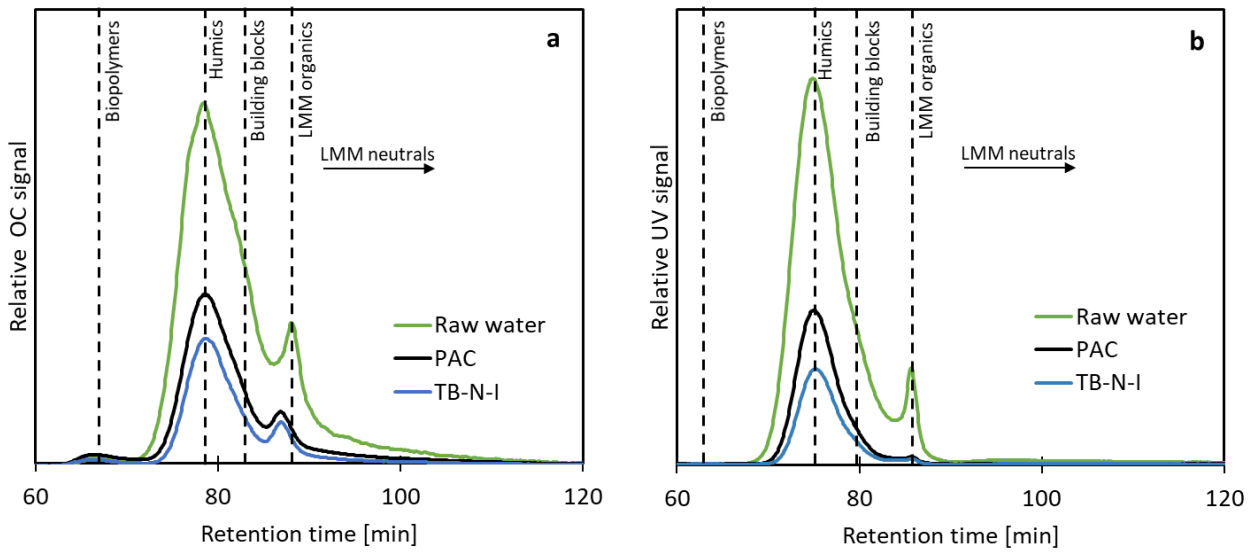 a
Biopolymers
Humics
Building blocks
LMM organics
LMM neutrals
Relative OC signal
Raw water
PAC
TB-N-I
60
80
100
120
Retention time [min]
b
Biopolymers
Humics
Building blocks
LMM organics
LMM neutrals
Relative UV signal
Raw water
PAC
TB-N-I
60
80
100
120
Retention time [min]